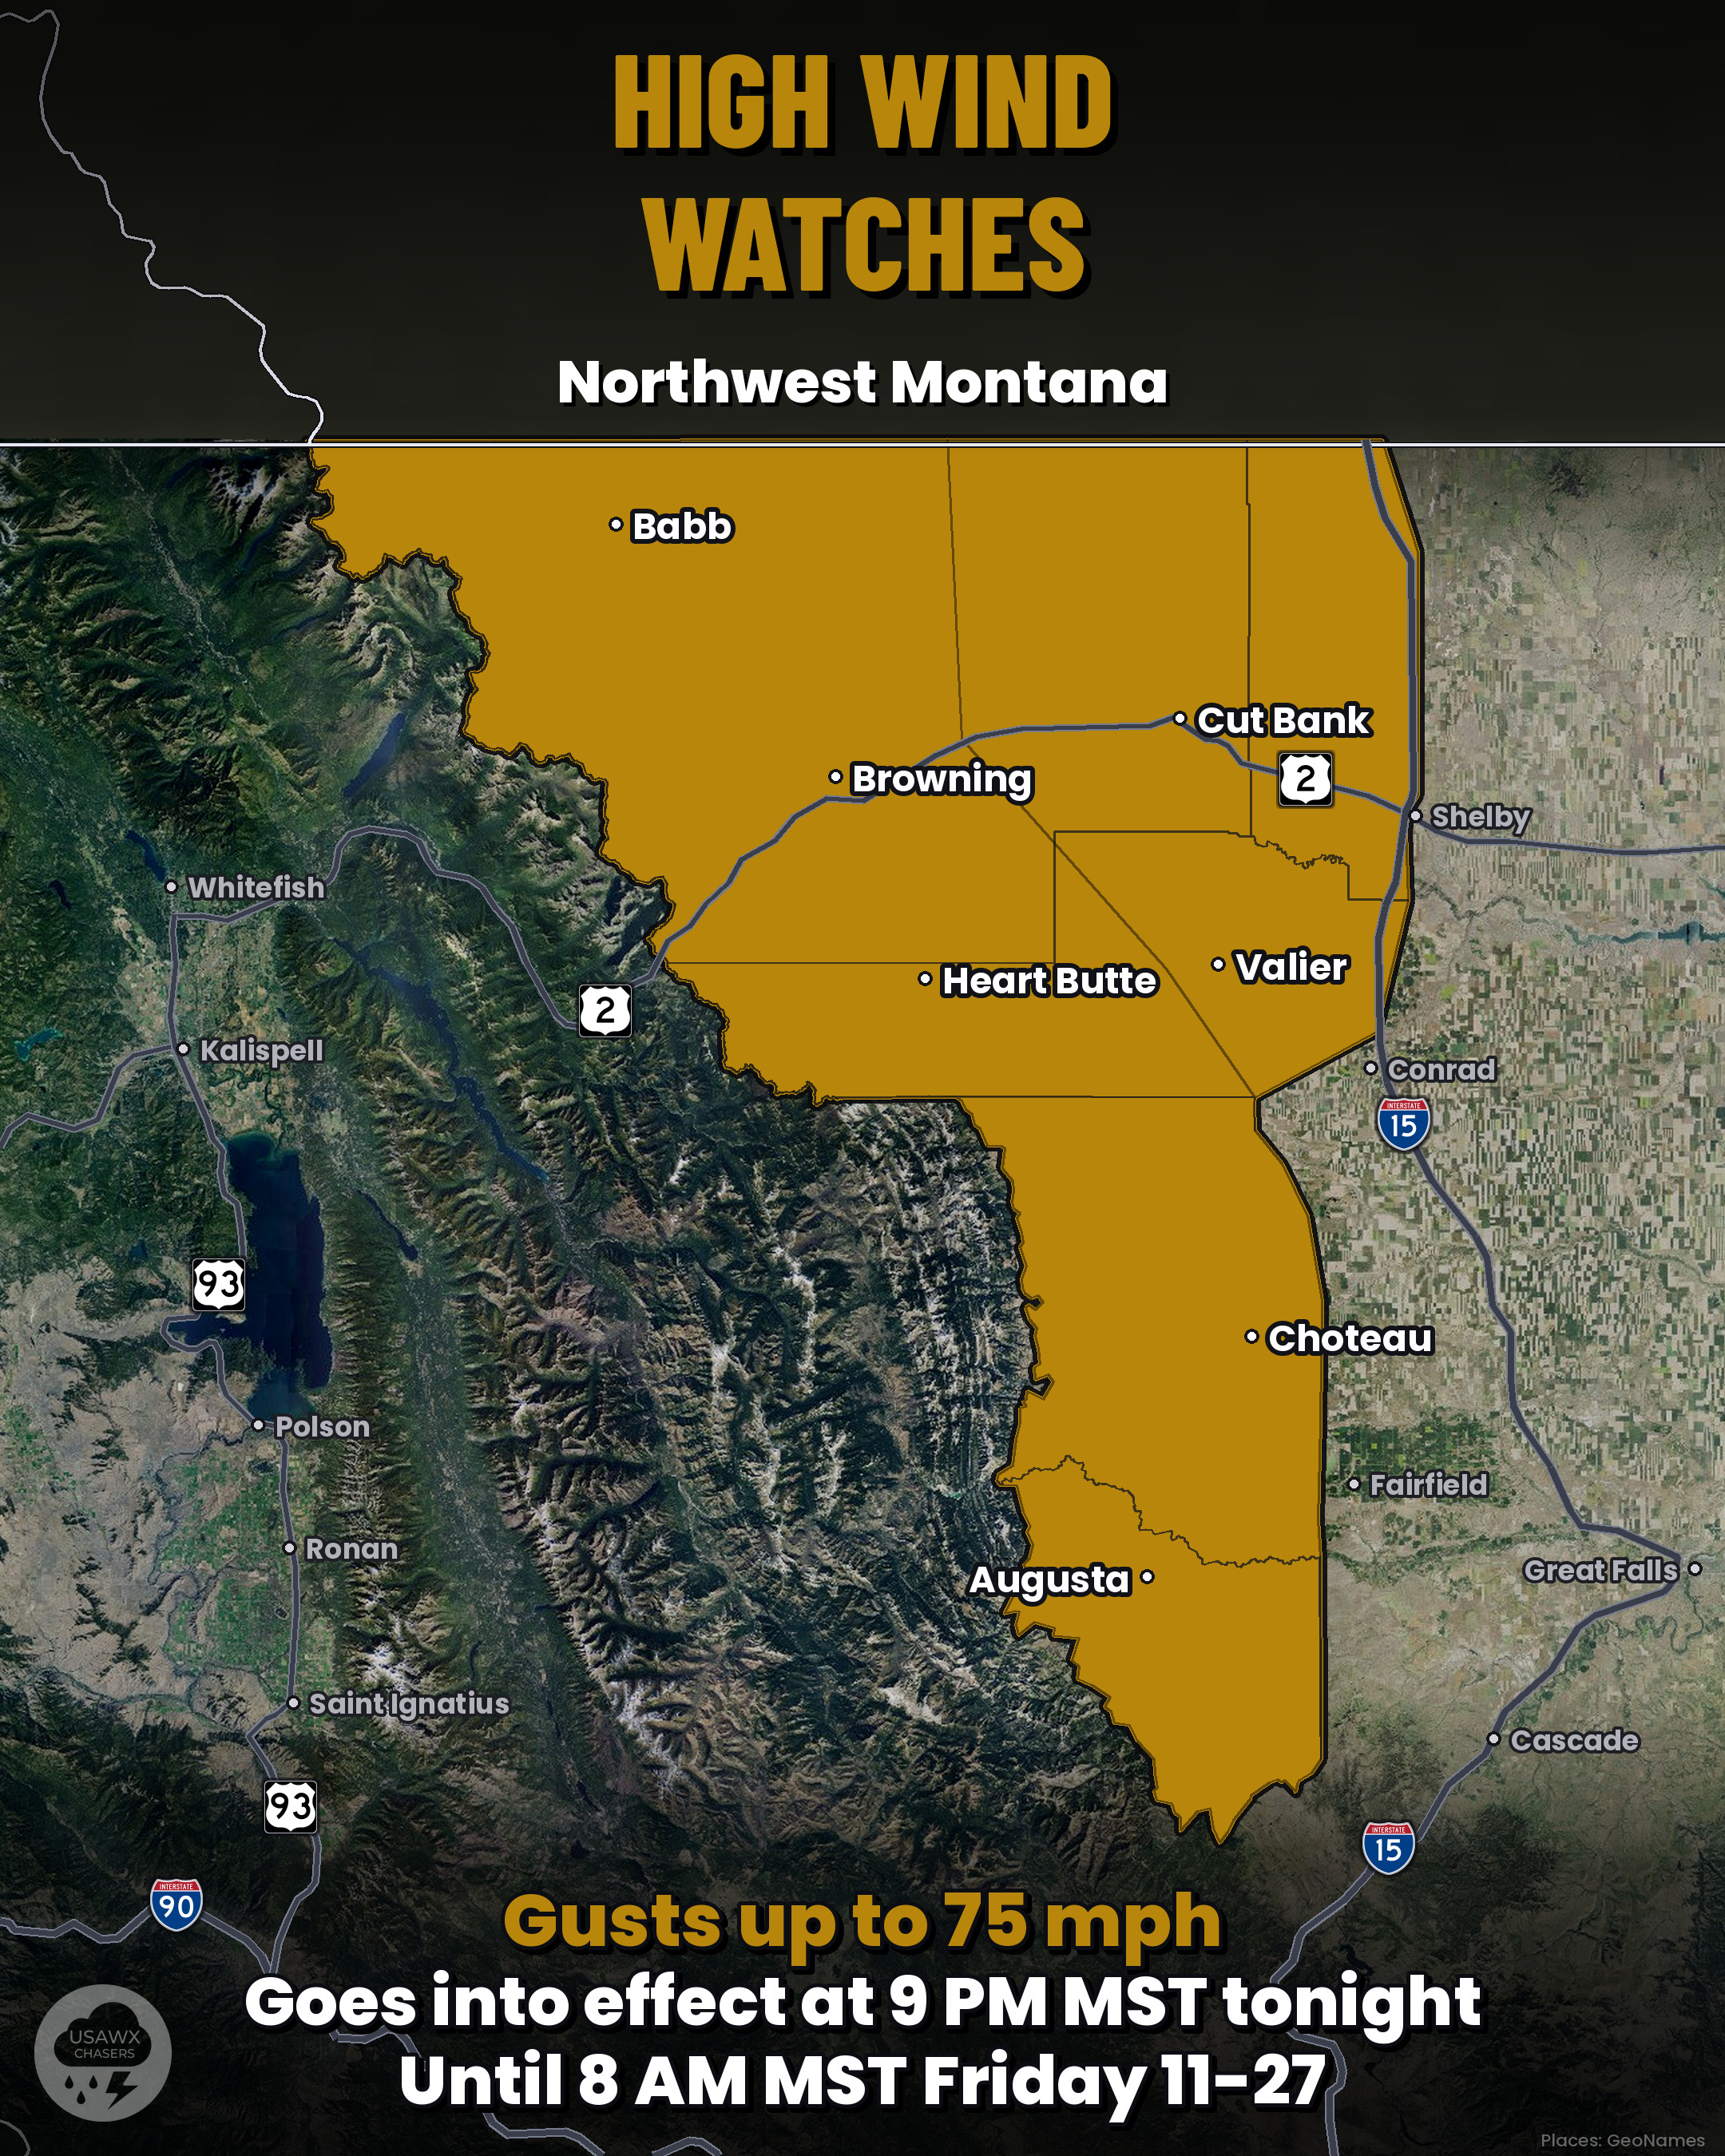 HIGH WIND
WATCHES
Northwest Montana
Babb
Cut Bank
Browning
2
Shelby
Whitefish
Heart Butte
Valier
2
Kalispell
Conrad
INTERSTATE
15
93
Choteau
Polson
Fairfield
Ronan
Great Falls
Augusta
Saint Ignatius
Cascade
93
INTERSTATE
15
INTERSTATE
90
Gusts up to 75 mph
Goes into effect at 9 PM MST tonight
Until 8 AM MST Friday 11-27
USAWX
CHASERS
Places: GeoNames